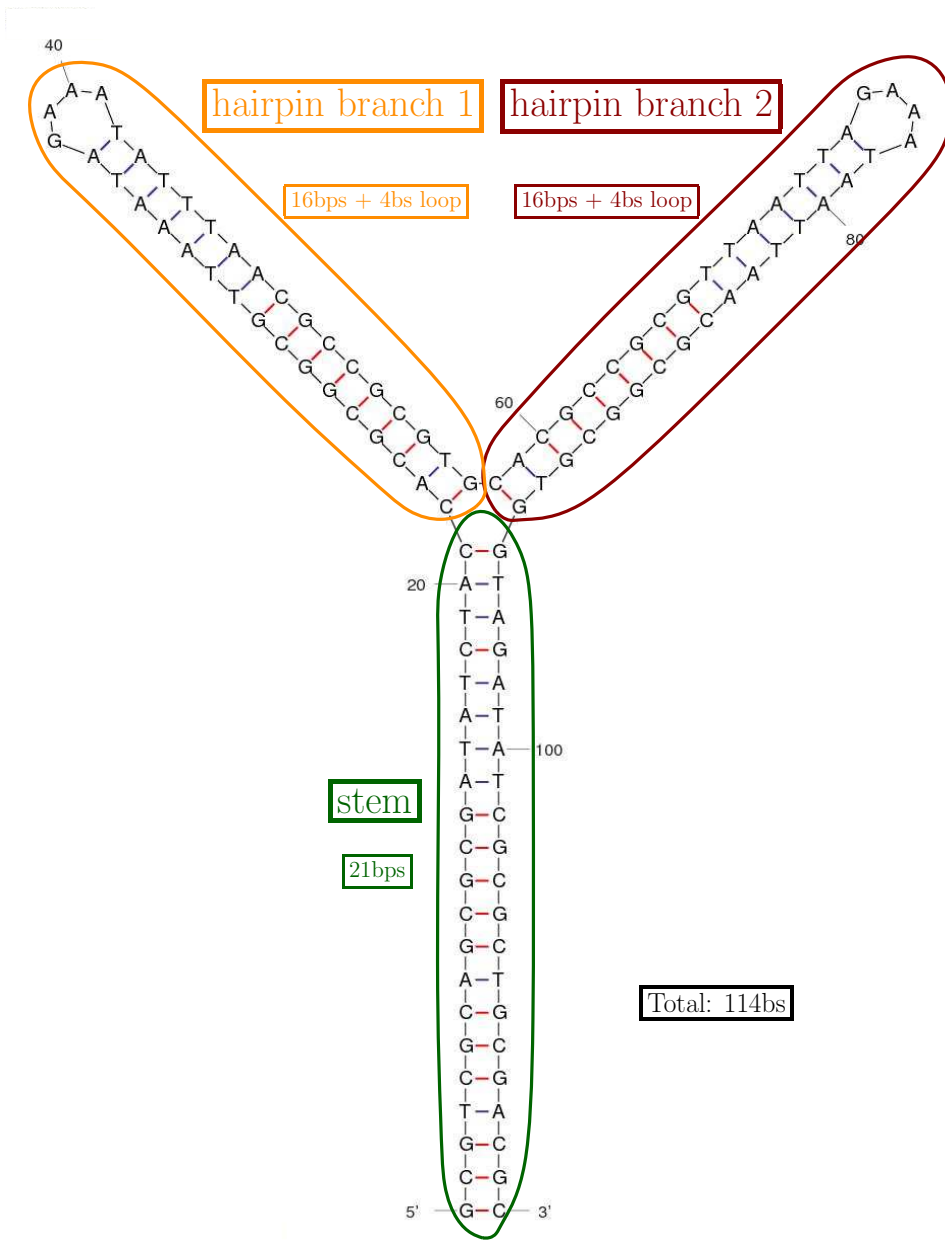 40
hairpin branch 1
hairpin branch 2
16bps + 4bs loop
16bps + 4bs loop
80
60
20
100
stem
21bps
Total: 114bs
5'
G C G T C G C A G C G C G A T A T C T A C
C A C G C G G C G T T A A A T A
G A A A
T A T T T A A C G C C G C G T G
C A C G C C G C G T T A A T T A
G A A A
T A A T T A A C G C G G C G T G
G T A G A T A T C G C G C T G C G A C G C
3'